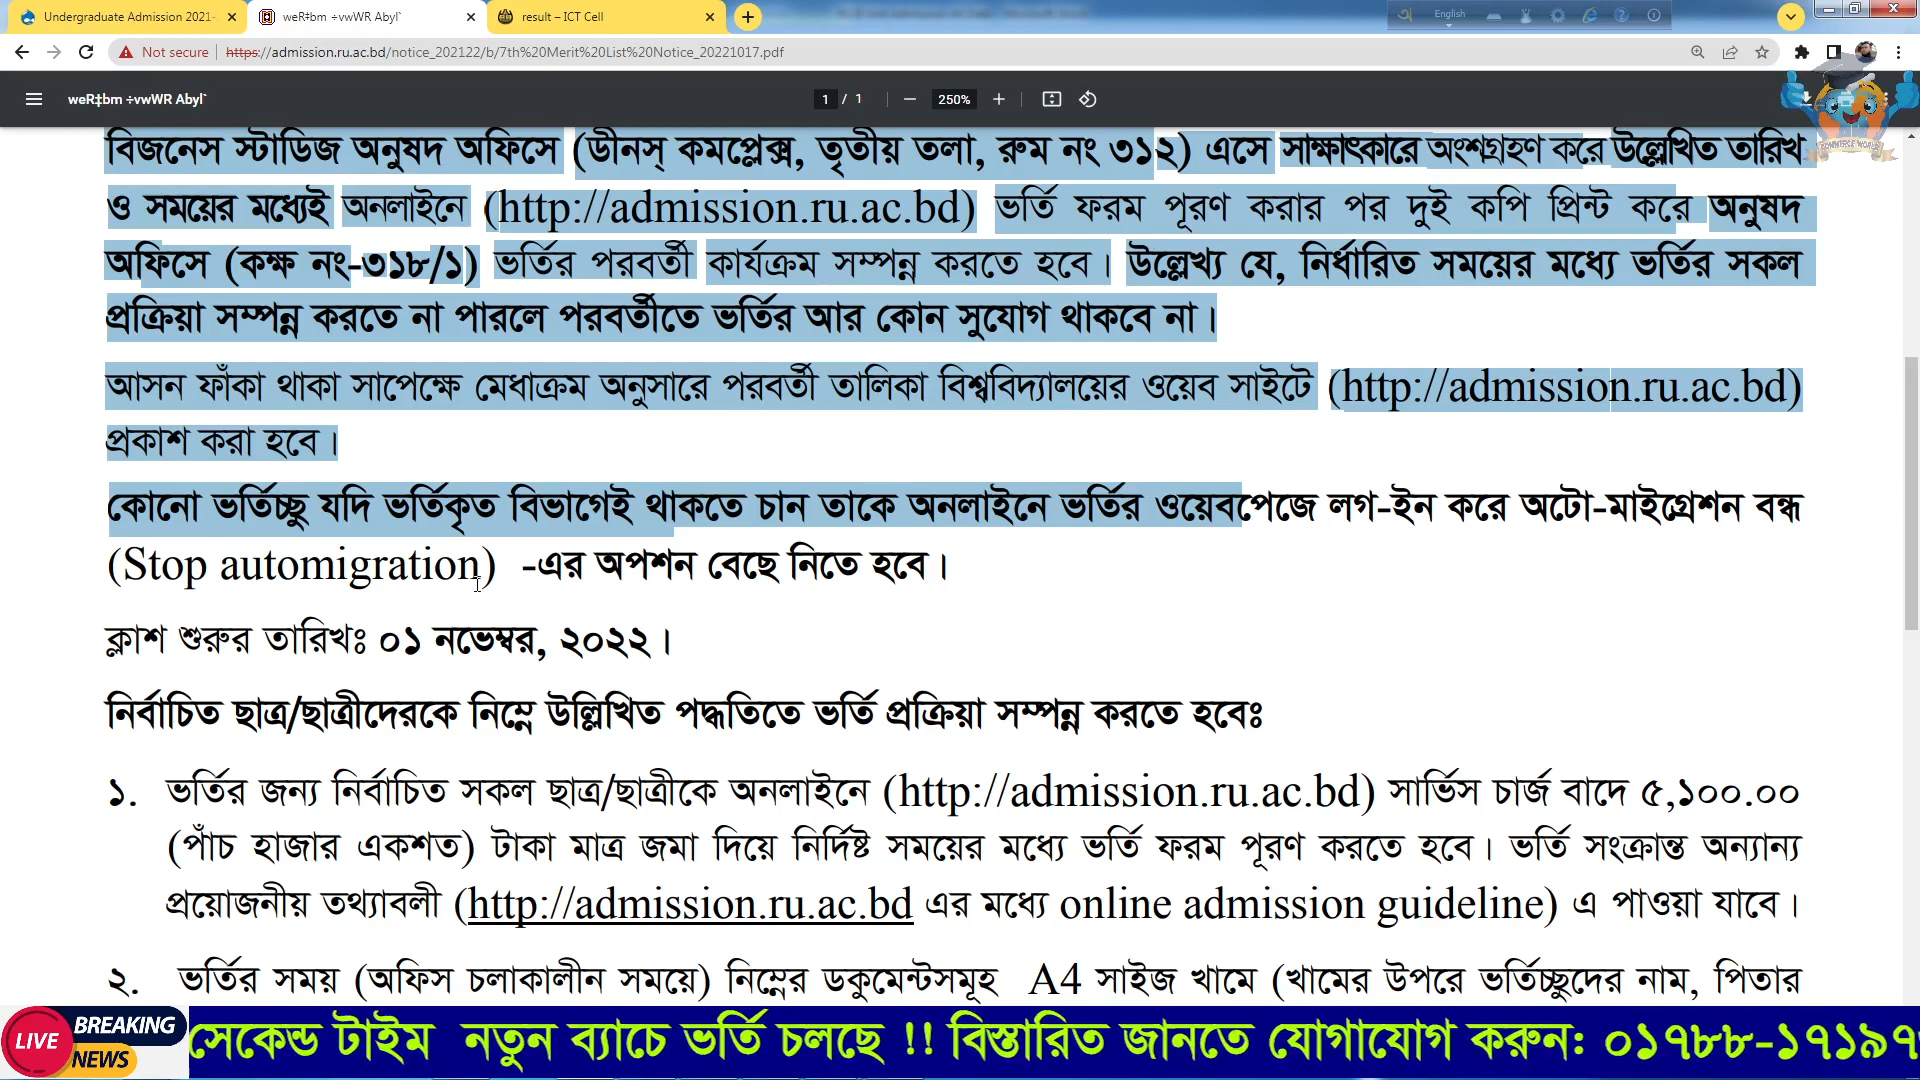 Undergraduate Admission 2021-
weR‡bm ÷vwWR Abyl`
result – ICT Cell
English
Not secure
https://admission.ru.ac.bd/notice_202122/b/7th%20Merit%20List%20Notice_20221017.pdf
weR‡bm ÷vwWR Abyl`
1 / 1
250%
বিজনেস স্টাডিজ অনুষদ অফিসে (ডীনস্ কমপ্লেক্স, তৃতীয় তলা, রুম নং ৩১২) এসে সাক্ষাৎকারে অংশগ্রহণ করে উল্লেখিত তারিখ
ও সময়ের মধ্যেই অনলাইনে (http://admission.ru.ac.bd) ভর্তি ফরম পূরণ করার পর দুই কপি প্রিন্ট করে অনুষদ
অফিসে (কক্ষ নং-৩১৮/১) ভর্তির পরবর্তী কার্যক্রম সম্পন্ন করতে হবে। উল্লেখ্য যে, নির্ধারিত সময়ের মধ্যে ভর্তির সকল
প্রক্রিয়া সম্পন্ন করতে না পারলে পরবর্তীতে ভর্তির আর কোন সুযোগ থাকবে না।
আসন ফাঁকা থাকা সাপেক্ষে মেধাক্রম অনুসারে পরবর্তী তালিকা বিশ্ববিদ্যালয়ের ওয়েব সাইটে (http://admission.ru.ac.bd)
প্রকাশ করা হবে।
কোনো ভর্তিচ্ছু যদি ভর্তিকৃত বিভাগেই থাকতে চান তাকে অনলাইনে ভর্তির ওয়েবপেজে লগ-ইন করে অটো-মাইগ্রেশন বন্ধ
(Stop automigration) -এর অপশন বেছে নিতে হবে।
ক্লাশ শুরুর তারিখঃ ০১ নভেম্বর, ২০২২।
নির্বাচিত ছাত্র/ছাত্রীদেরকে নিম্নে উল্লিখিত পদ্ধতিতে ভর্তি প্রক্রিয়া সম্পন্ন করতে হবেঃ
১. ভর্তির জন্য নির্বাচিত সকল ছাত্র/ছাত্রীকে অনলাইনে (http://admission.ru.ac.bd) সার্ভিস চার্জ বাদে ৫,১০০.০০
(পাঁচ হাজার একশত) টাকা মাত্র জমা দিয়ে নির্দিষ্ট সময়ের মধ্যে ভর্তি ফরম পূরণ করতে হবে। ভর্তি সংক্রান্ত অন্যান্য
প্রয়োজনীয় তথ্যাবলী (http://admission.ru.ac.bd এর মধ্যে online admission guideline) এ পাওয়া যাবে।
২. ভর্তির সময় (অফিস চলাকালীন সময়ে) নিম্নের ডকুমেন্টসমূহ A4 সাইজ খামে (খামের উপরে ভর্তিচ্ছুদের নাম, পিতার
LIVE BREAKING NEWS
সেকেন্ড টাইম নতুন ব্যাচে ভর্তি চলছে !! বিস্তারিত জানতে যোগাযোগ করুন: ০১৭৮৮-১৭১৯৭